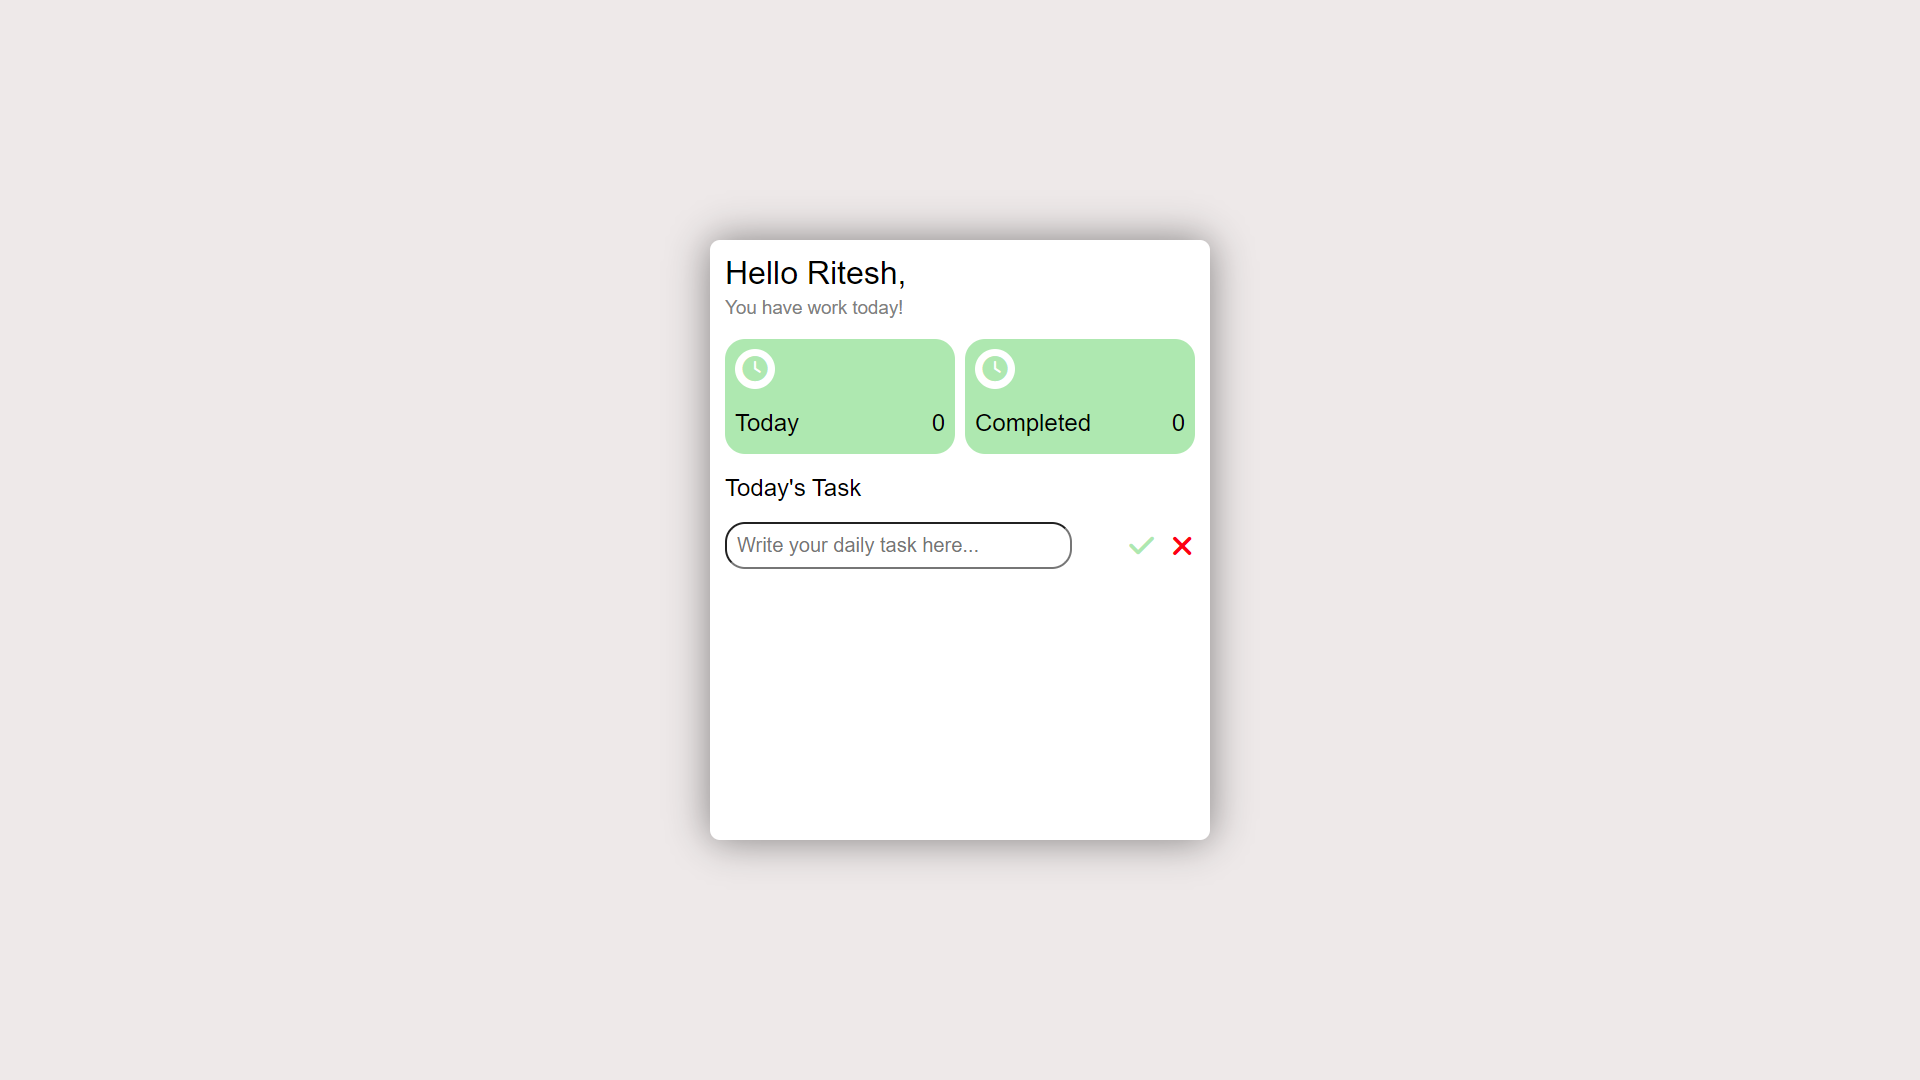 Hello Ritesh,
You have work today!
Today 0
Completed 0
Today's Task
Write your daily task here...